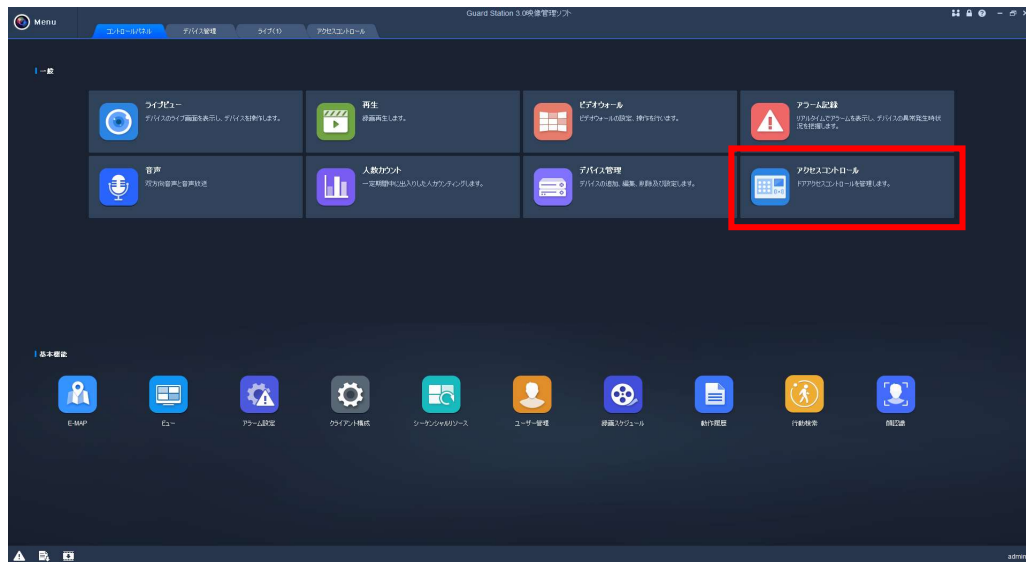 Guard Station 3.0映像管理ソフト
Menu
コントロールパネル デバイス管理 ライブ(1) アクセスコントロール
一般
ライブビュー
デバイスのライブ画面を表示し、デバイスを操作します。
再生
録画再生します。
ビデオウォール
ビデオウォールの設定、操作を行います。
アラーム記録
リアルタイムでアラームを表示し、デバイスの異常発生時状
況を把握します。
音声
双方向音声と音声放送
人数カウント
一定期間中に出入りした人カウンティングします。
デバイス管理
デバイスの追加、編集、削除及び設定します。
アクセスコントロール
ドアアクセスコントロールを管理します。
基本機能
E-MAP
ビュー
アラーム設定
クライアント構成
シーケンシャルリソース
ユーザー管理
録画スケジュール
動作履歴
行動検索
顔認識
admin